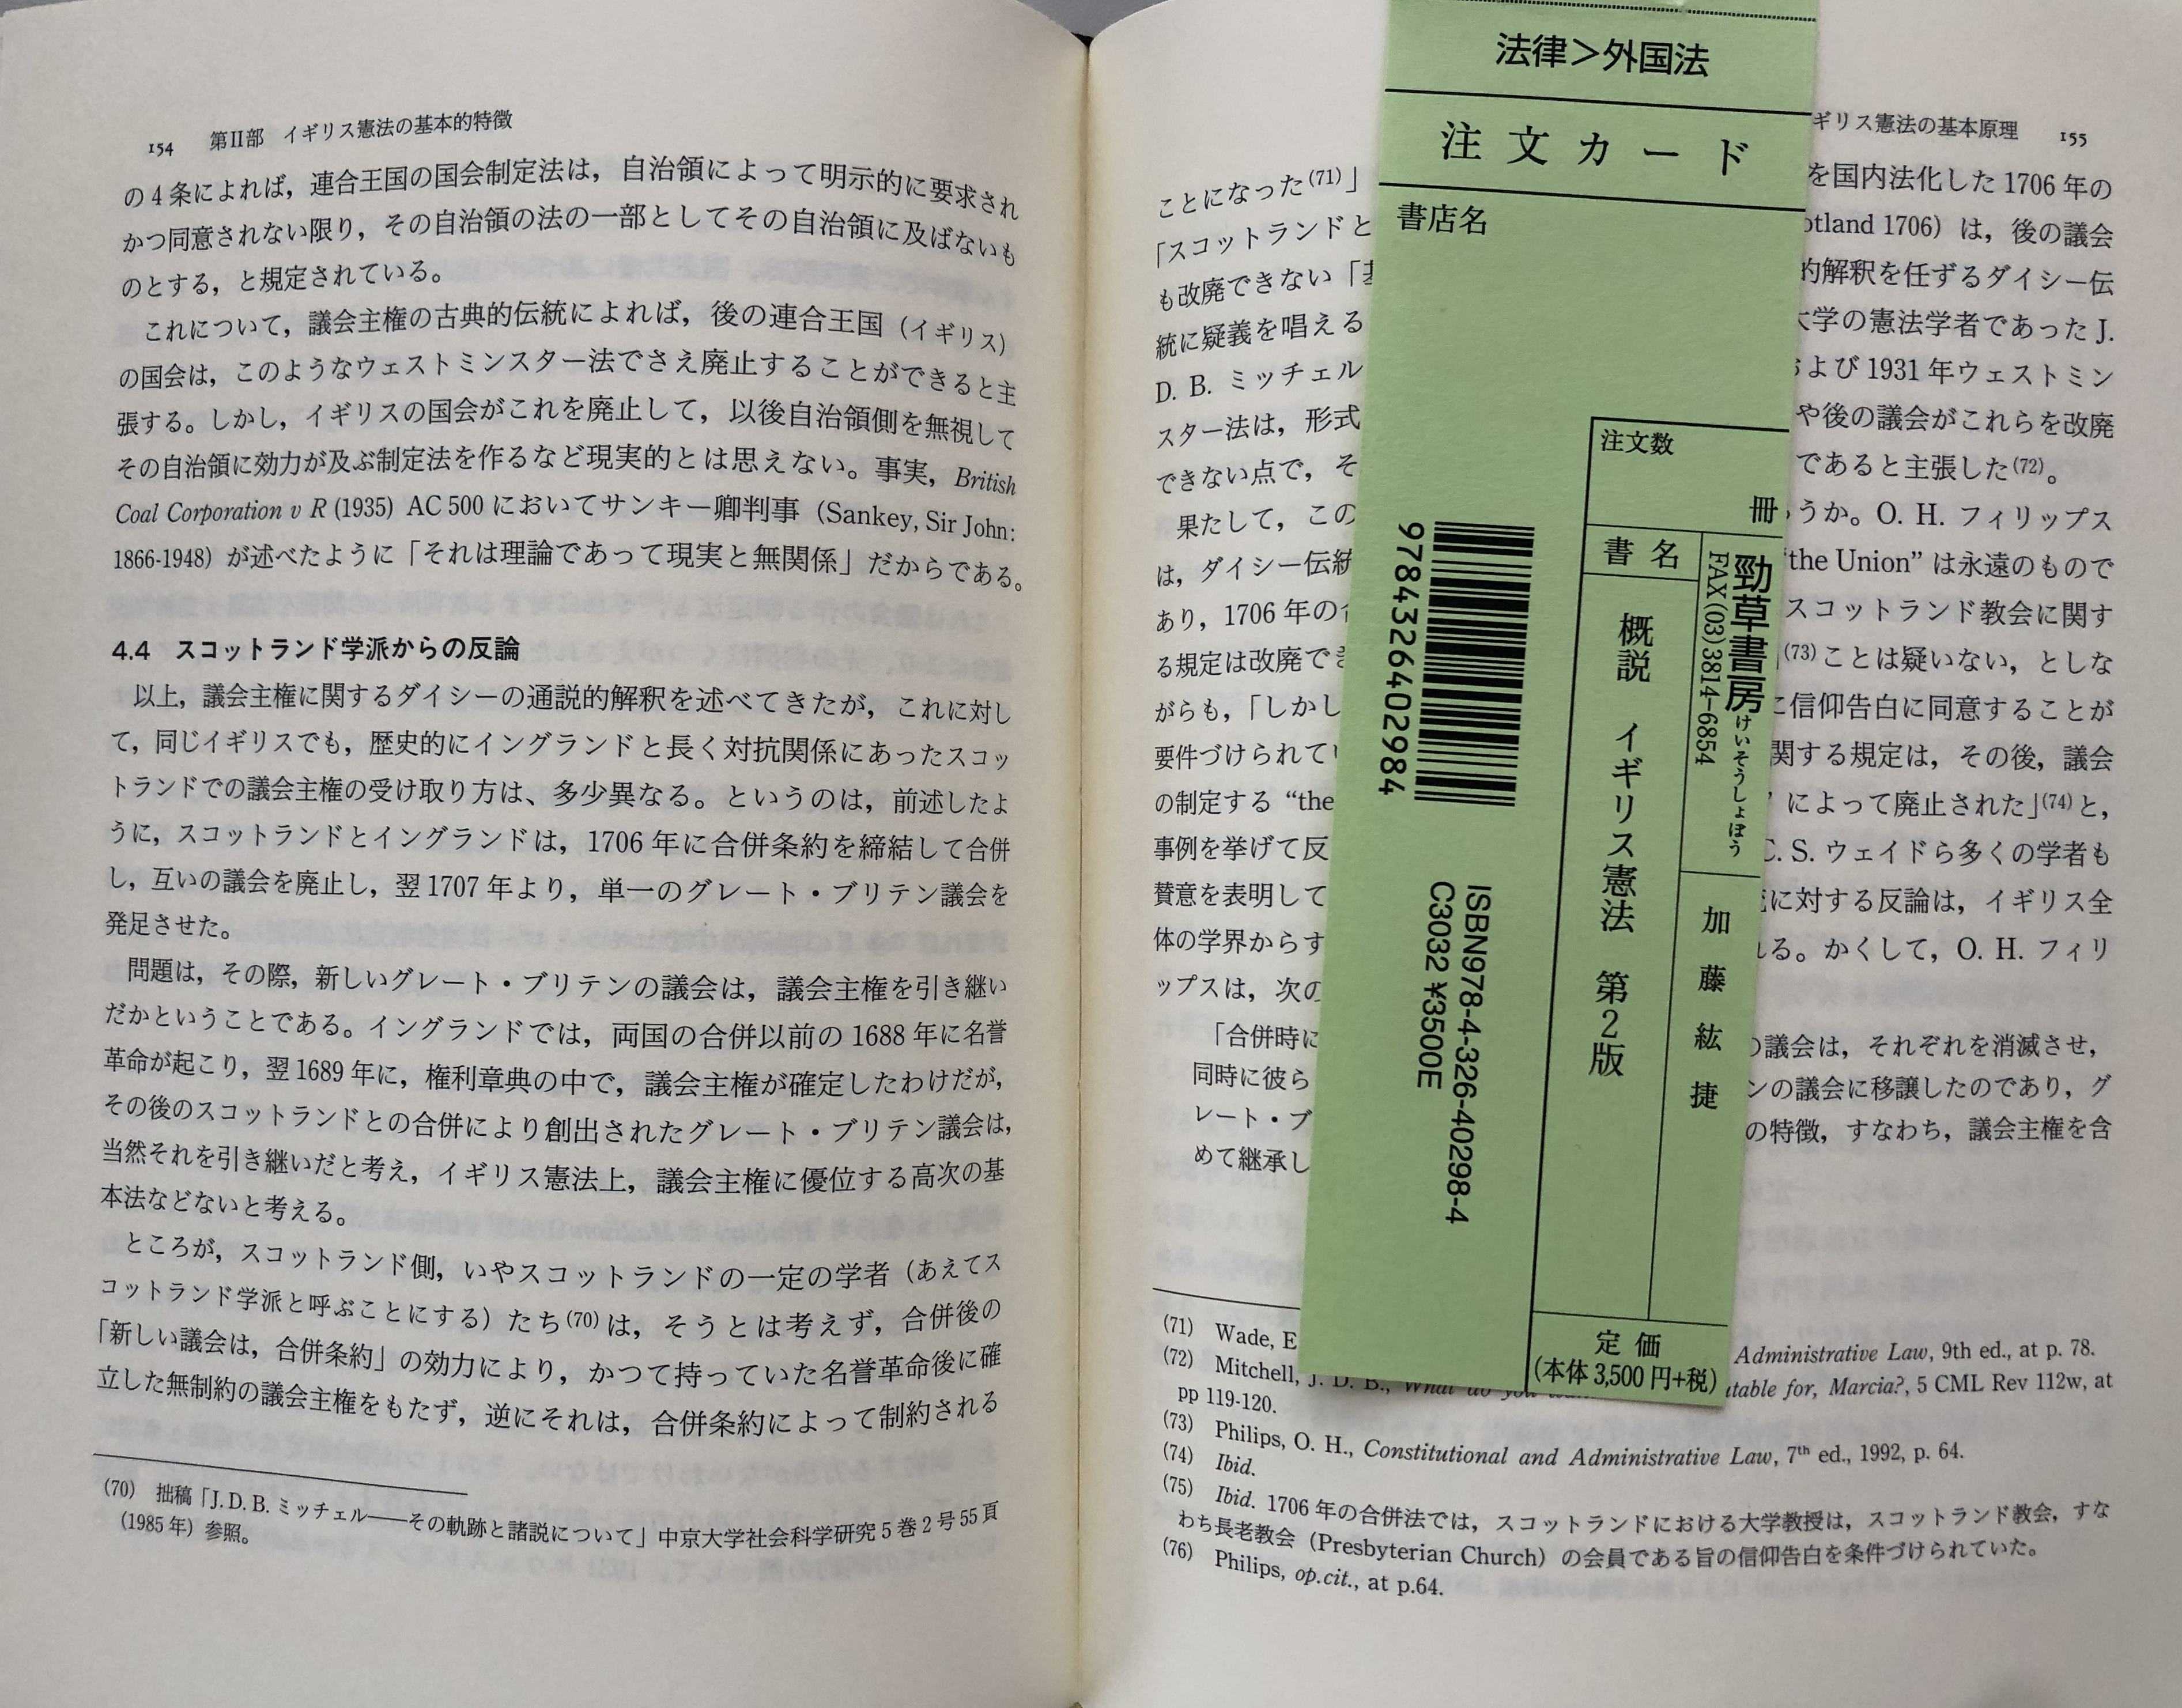 154 第II部 イギリス憲法の基本的特徴
の4条によれば，連合王国の国会制定法は，自治領によって明示的に要求され
かつ同意されない限り，その自治領の法の一部としてその自治領に及ばないも
のとする，と規定されている。
これについて，議会主権の古典的伝統によれば，後の連合王国（イギリス）
の国会は，このようなウェストミンスター法でさえ廃止することができると主
張する。しかし，イギリスの国会がこれを廃止して，以後自治領側を無視して
その自治領に効力が及ぶ制定法を作るなど現実的とは思えない。事実，British
Coal Corporation v R (1935) AC 500 においてサンキー卿判事（Sankey, Sir John:
1866-1948）が述べたように「それは理論であって現実と無関係」だからである。
4.4 スコットランド学派からの反論
以上，議会主権に関するダイシーの通説的解釈を述べてきたが，これに対し
て，同じイギリスでも，歴史的にイングランドと長く対抗関係にあったスコッ
トランドでの議会主権の受け取り方は、多少異なる。というのは，前述したよ
うに，スコットランドとイングランドは，1706 年に合併条約を締結して合併
し，互いの議会を廃止し，翌 1707 年より，単一のグレート・ブリテン議会を
発足させた。
問題は，その際，新しいグレート・ブリテンの議会は，議会主権を引き継い
だかということである。イングランドでは，両国の合併以前の 1688 年に名誉
革命が起こり，翌 1689 年に，権利章典の中で，議会主権が確定したわけだが，
その後のスコットランドとの合併により創出されたグレート・ブリテン議会は，
当然それを引き継いだと考え，イギリス憲法上，議会主権に優位する高次の基
本法などないと考える。
ところが，スコットランド側，いやスコットランドの一定の学者（あえてス
コットランド学派と呼ぶことにする）たち(70)は，そうとは考えず，合併後の
「新しい議会は，合併条約」の効力により，かつて持っていた名誉革命後に確
立した無制約の議会主権をもたず，逆にそれは，合併条約によって制約される
(70) 拙稿「J. D. B. ミッチェル――その軌跡と諸説について」中京大学社会科学研究 5 巻 2 号 55 頁
（1985 年）参照。
ギリス憲法の基本原理 155
ことになった(71)」 を国内法化した 1706 年の
「スコットランドと otland 1706）は，後の議会
も改廃できない「 的解釈を任ずるダイシー伝
統に疑義を唱える 大学の憲法学者であった J.
D. B. ミッチェル および 1931 年ウェストミン
スター法は，形式 や後の議会がこれらを改廃
できない点で，そ であると主張した(72)。
果たして，この うか。O. H. フィリップス
は，ダイシー伝統 “the Union” は永遠のもので
あり，1706 年の スコットランド教会に関す
る規定は改廃でき (73)ことは疑いない，としな
がらも，「しかし に信仰告白に同意することが
要件づけられてい 関する規定は，その後，議会
の制定する “the ” によって廃止された」(74)と，
事例を挙げて反 C. S. ウェイドら多くの学者も
賛意を表明して に対する反論は，イギリス全
体の学界からす れる。かくして，O. H. フィリ
ップスは，次の
「合併時に の議会は，それぞれを消滅させ，
同時に彼ら ンの議会に移譲したのであり，グ
レート・ブ の特徴，すなわち，議会主権を含
めて継承し
(71) Wade, E Administrative Law, 9th ed., at p. 78.
(72) Mitchell, J. D. B., What do you table for, Marcia?, 5 CML Rev 112w, at
pp 119-120.
(73) Philips, O. H., Constitutional and Administrative Law, 7th ed., 1992, p. 64.
(74) Ibid.
(75) Ibid. 1706 年の合併法では，スコットランドにおける大学教授は，スコットランド教会，すな
わち長老教会（Presbyterian Church）の会員である旨の信仰告白を条件づけられていた。
(76) Philips, op.cit., at p.64.
法律＞外国法
注文カード
書店名
注文数
冊
書名
概説 イギリス憲法 第2版
勁草書房 けいそうしょぼう
FAX (03) 3814-6854
加藤紘捷
9784326402984
ISBN978-4-326-40298-4
C3032 ¥3500E
定価
(本体 3,500 円+税)